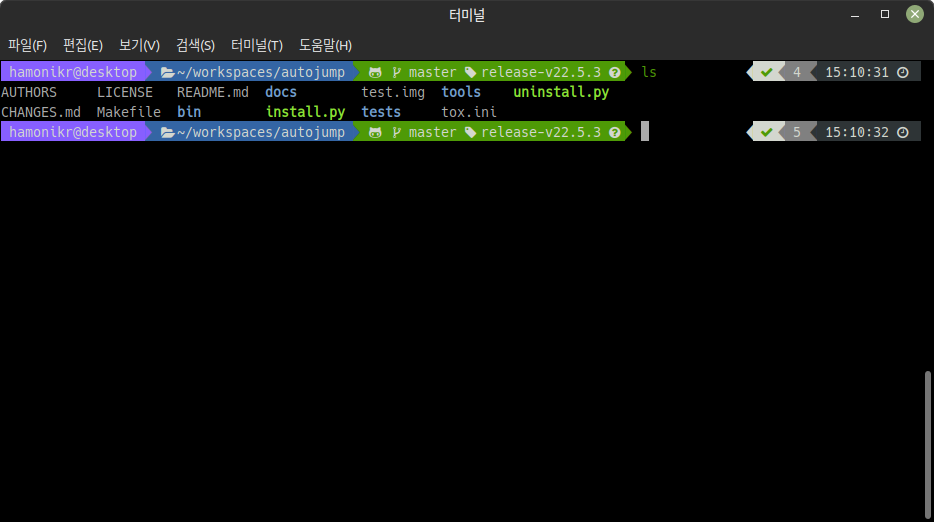 터미널
파일(F) 편집(E) 보기(V) 검색(S) 터미널(T) 도움말(H)
hamonikr@desktop ~/workspaces/autojump master release-v22.5.3 ? ls ✔ 4 15:10:31
AUTHORS LICENSE README.md docs test.img tools uninstall.py
CHANGES.md Makefile bin install.py tests tox.ini
hamonikr@desktop ~/workspaces/autojump master release-v22.5.3 ? ✔ 5 15:10:32